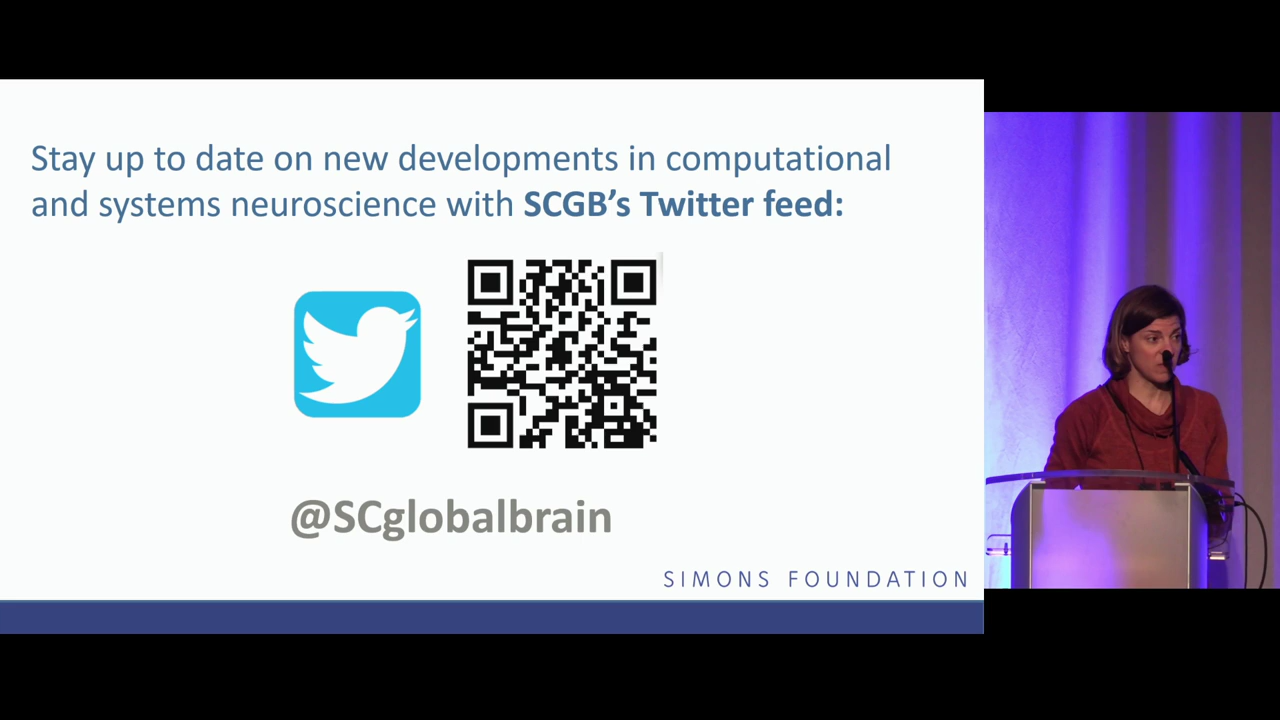 Stay up to date on new developments in computational
and systems neuroscience with SCGB’s Twitter feed:
@SCglobalbrain
SIMONS FOUNDATION